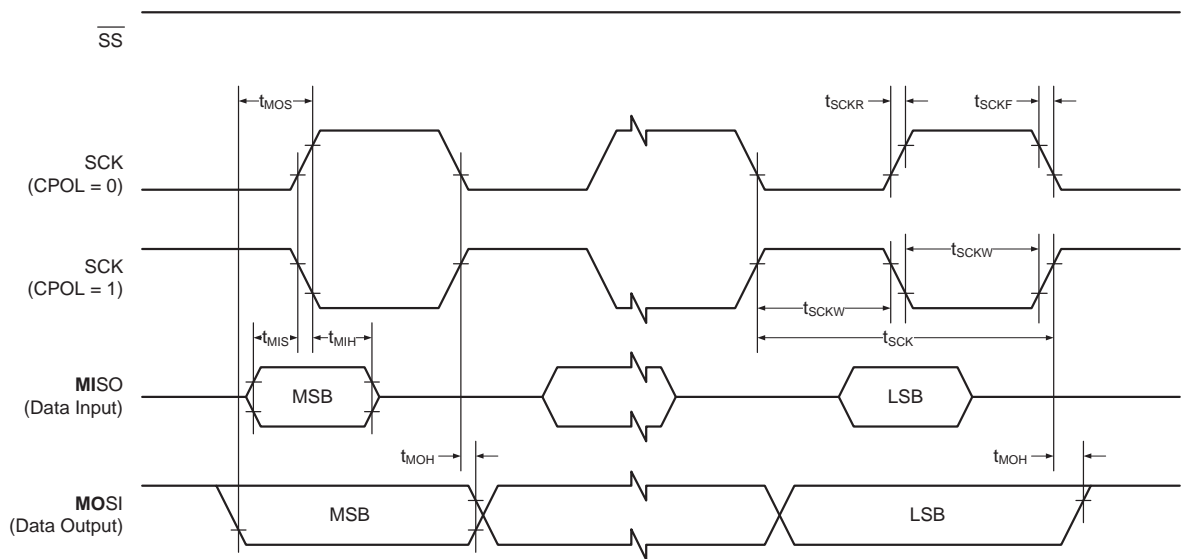 SS
tMOS
tSCKR
tSCKF
SCK
(CPOL = 0)
SCK
(CPOL = 1)
tSCKW
tSCKW
tMIS
tMIH
tSCK
MISO
(Data Input)
MSB
LSB
tMOH
tMOH
MOSI
(Data Output)
MSB
LSB